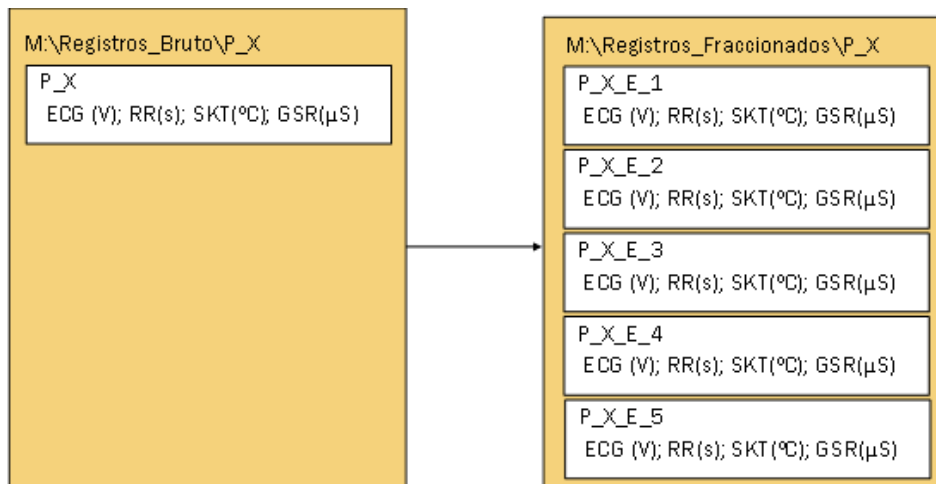 M:\Registros_Bruto\P_X
P_X
ECG (V); RR(s); SKT(ºC); GSR(μS)
M:\Registros_Fraccionados\P_X
P_X_E_1
ECG (V); RR(s); SKT(ºC); GSR(μS)
P_X_E_2
ECG (V); RR(s); SKT(ºC); GSR(μS)
P_X_E_3
ECG (V); RR(s); SKT(ºC); GSR(μS)
P_X_E_4
ECG (V); RR(s); SKT(ºC); GSR(μS)
P_X_E_5
ECG (V); RR(s); SKT(ºC); GSR(μS)